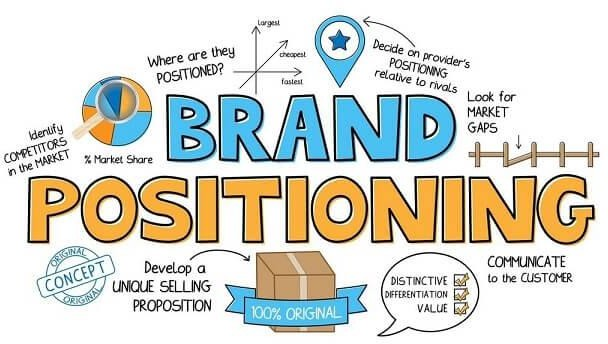 Where are they
POSITIONED?
largest
cheapest
fastest
Decide on provider's
POSITIONING
relative to rivals
Identify
COMPETITORS
in the MARKET
% Market Share
Look for
MARKET
GAPS
BRAND
POSITIONING
ORIGINAL
CONCEPT
ORIGINAL
Develop a
UNIQUE SELLING
PROPOSITION
100% ORIGINAL
DISTINCTIVE
DIFFERENTIATION
VALUE
COMMUNICATE
to the CUSTOMER